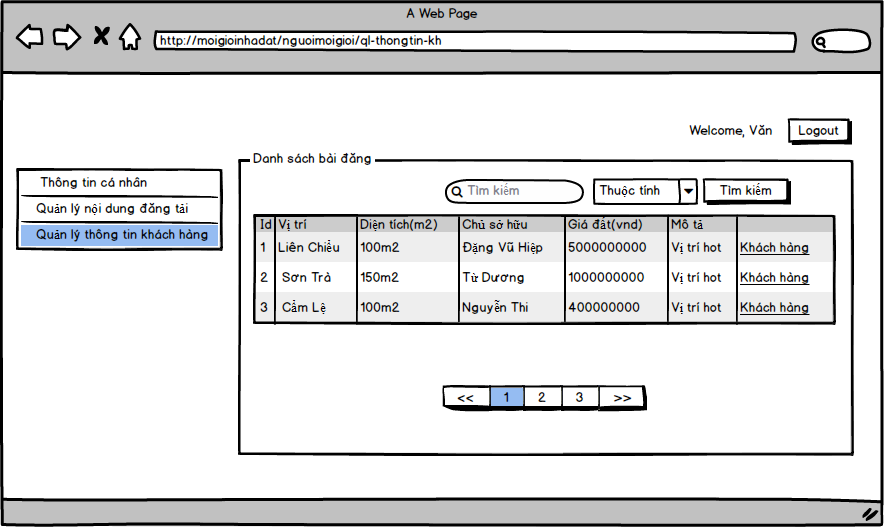 A Web Page
http://moigioinhadat/nguoimoigioi/ql-thongtin-kh
Welcome, Văn Logout
Thông tin cá nhân
Quản lý nội dung đăng tải
Quản lý thông tin khách hàng
Danh sách bài đăng
Tìm kiếm Thuộc tính Tìm kiếm
Id Vị trí Diện tích(m2) Chủ sở hữu Giá đất(vnd) Mô tả
1 Liên Chiểu 100m2 Đặng Vũ Hiệp 5000000000 Vị trí hot Khách hàng
2 Sơn Trà 150m2 Từ Dương 1000000000 Vị trí hot Khách hàng
3 Cẩm Lệ 100m2 Nguyễn Thi 400000000 Vị trí hot Khách hàng
<< 1 2 3 >>